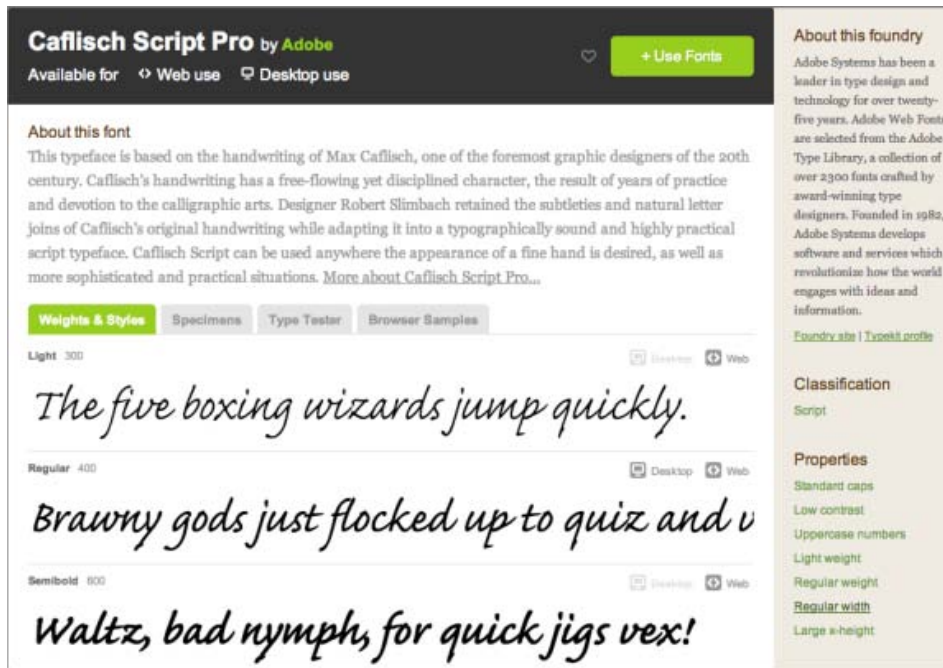 Caflisch Script Pro by Adobe
Available for <> Web use Desktop use
+ Use Fonts
About this font
This typeface is based on the handwriting of Max Caflisch, one of the foremost graphic designers of the 20th
century. Caflisch's handwriting has a free-flowing yet disciplined character, the result of years of practice
and devotion to the calligraphic arts. Designer Robert Slimbach retained the subtleties and natural letter
joins of Caflisch's original handwriting while adapting it into a typographically sound and highly practical
script typeface. Caflisch Script can be used anywhere the appearance of a fine hand is desired, as well as
more sophisticated and practical situations. More about Caflisch Script Pro...
Weights & Styles Specimens Type Tester Browser Samples
Light 300 Desktop Web
The five boxing wizards jump quickly.
Regular 400 Desktop Web
Brawny gods just flocked up to quiz and v
Semibold 600 Desktop Web
Waltz, bad nymph, for quick jigs vex!
About this foundry
Adobe Systems has been a
leader in type design and
technology for over twenty-
five years. Adobe Web Fonts
are selected from the Adobe
Type Library, a collection of
over 2300 fonts crafted by
award-winning type
designers. Founded in 1982,
Adobe Systems develops
software and services which
revolutionize how the world
engages with ideas and
information.
Foundry site | Typekit profile
Classification
Script
Properties
Standard caps
Low contrast
Uppercase numbers
Light weight
Regular weight
Regular width
Large x-height